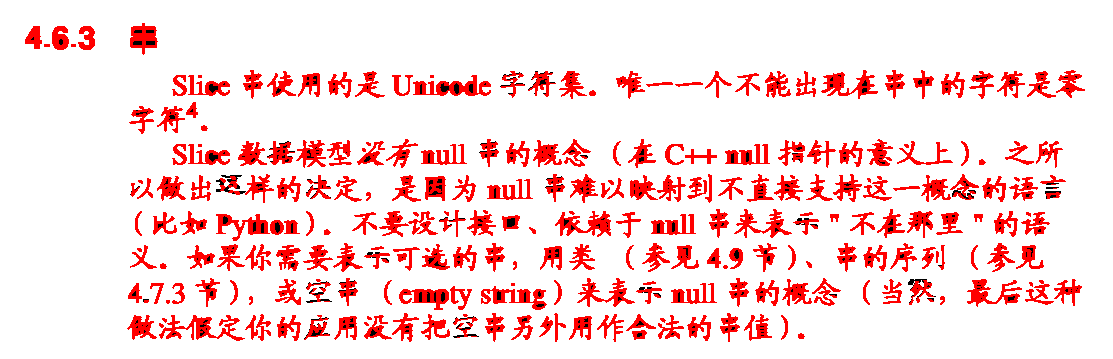 4.6.3 串
Slice 串使用的是 Unicode 字符集。唯一一个不能出现在串中的字符是零
字符4。
Slice 数据模型没有 null 串的概念（在 C++ null 指针的意义上）。之所
以做出这样的决定，是因为 null 串难以映射到不直接支持这一概念的语言
（比如 Python）。不要设计接口、依赖于 null 串来表示 " 不在那里 " 的语
义。如果你需要表示可选的串，用类 （参见 4.9 节）、串的序列 （参见
4.7.3 节），或空串 （empty string）来表示 null 串的概念（当然，最后这种
做法假定你的应用没有把空串另外用作合法的串值）.